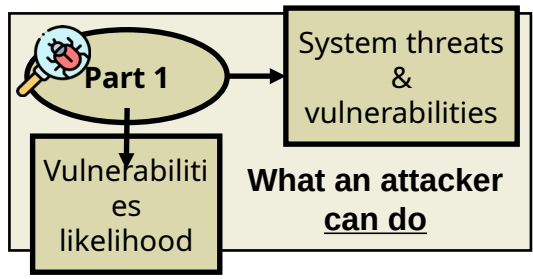 Part 1
System threats
&
vulnerabilities
Vulnerabiliti
es
likelihood
What an attacker
can do